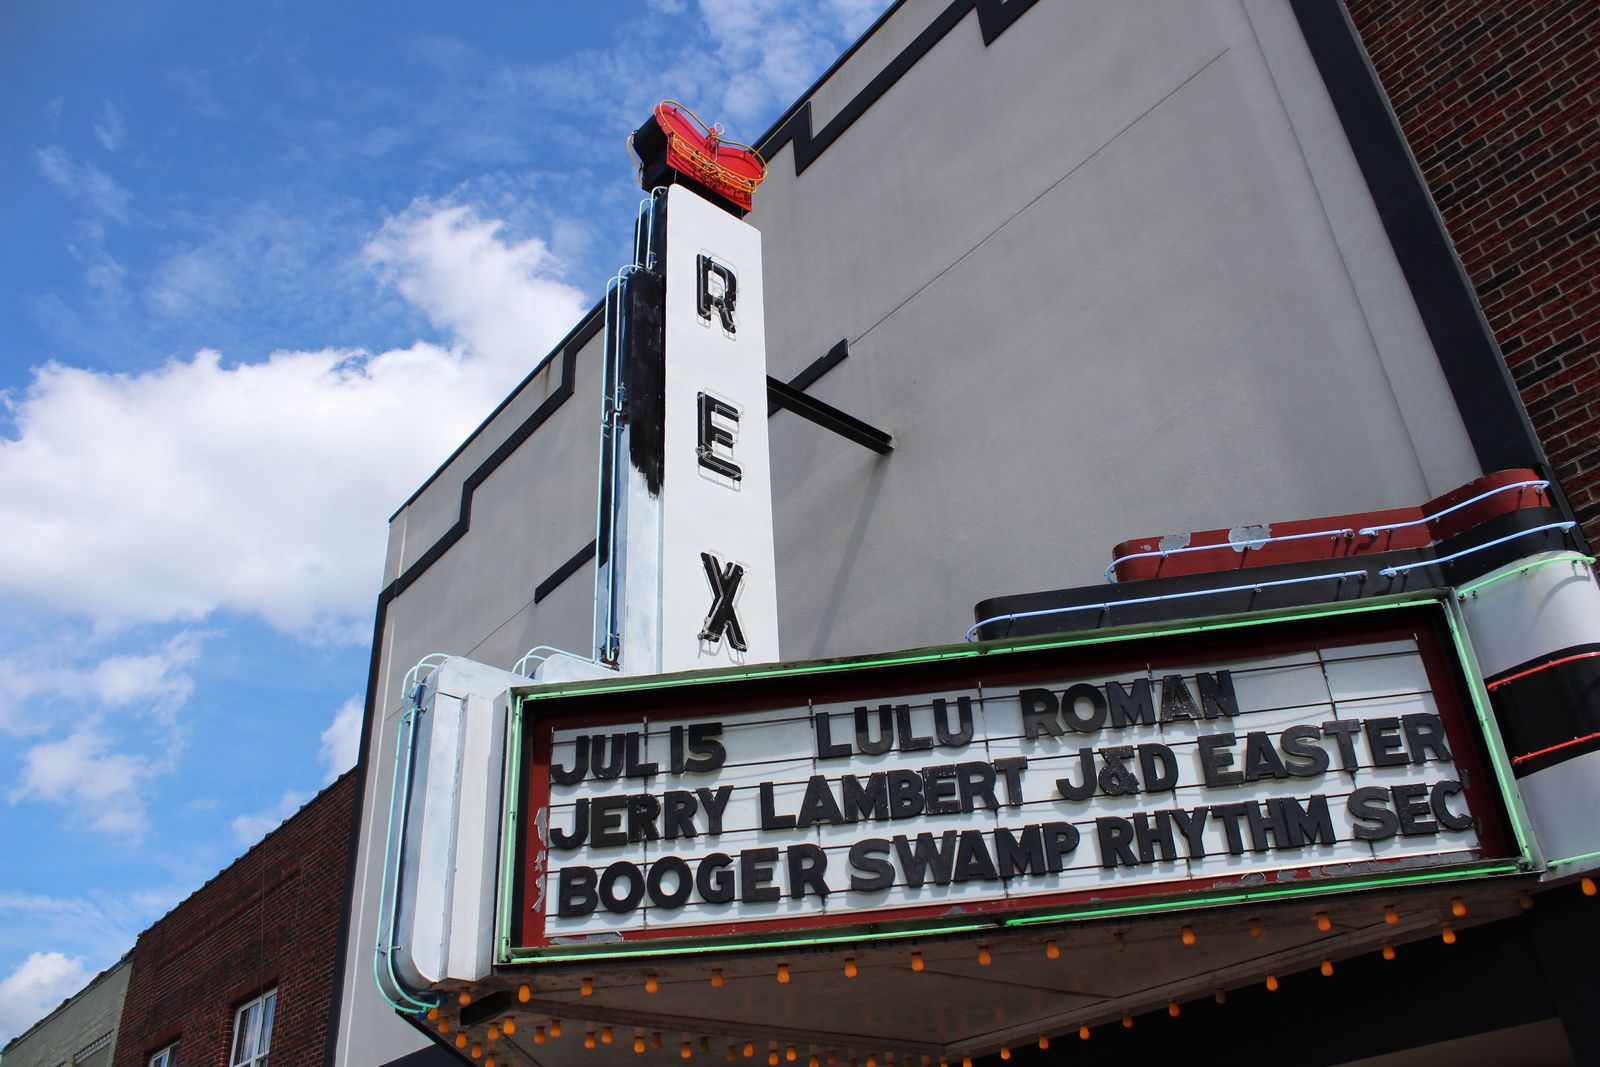 REX
JUL 15 LULU ROMAN
JERRY LAMBERT J&D EASTER
BOOGER SWAMP RHYTHM SEC